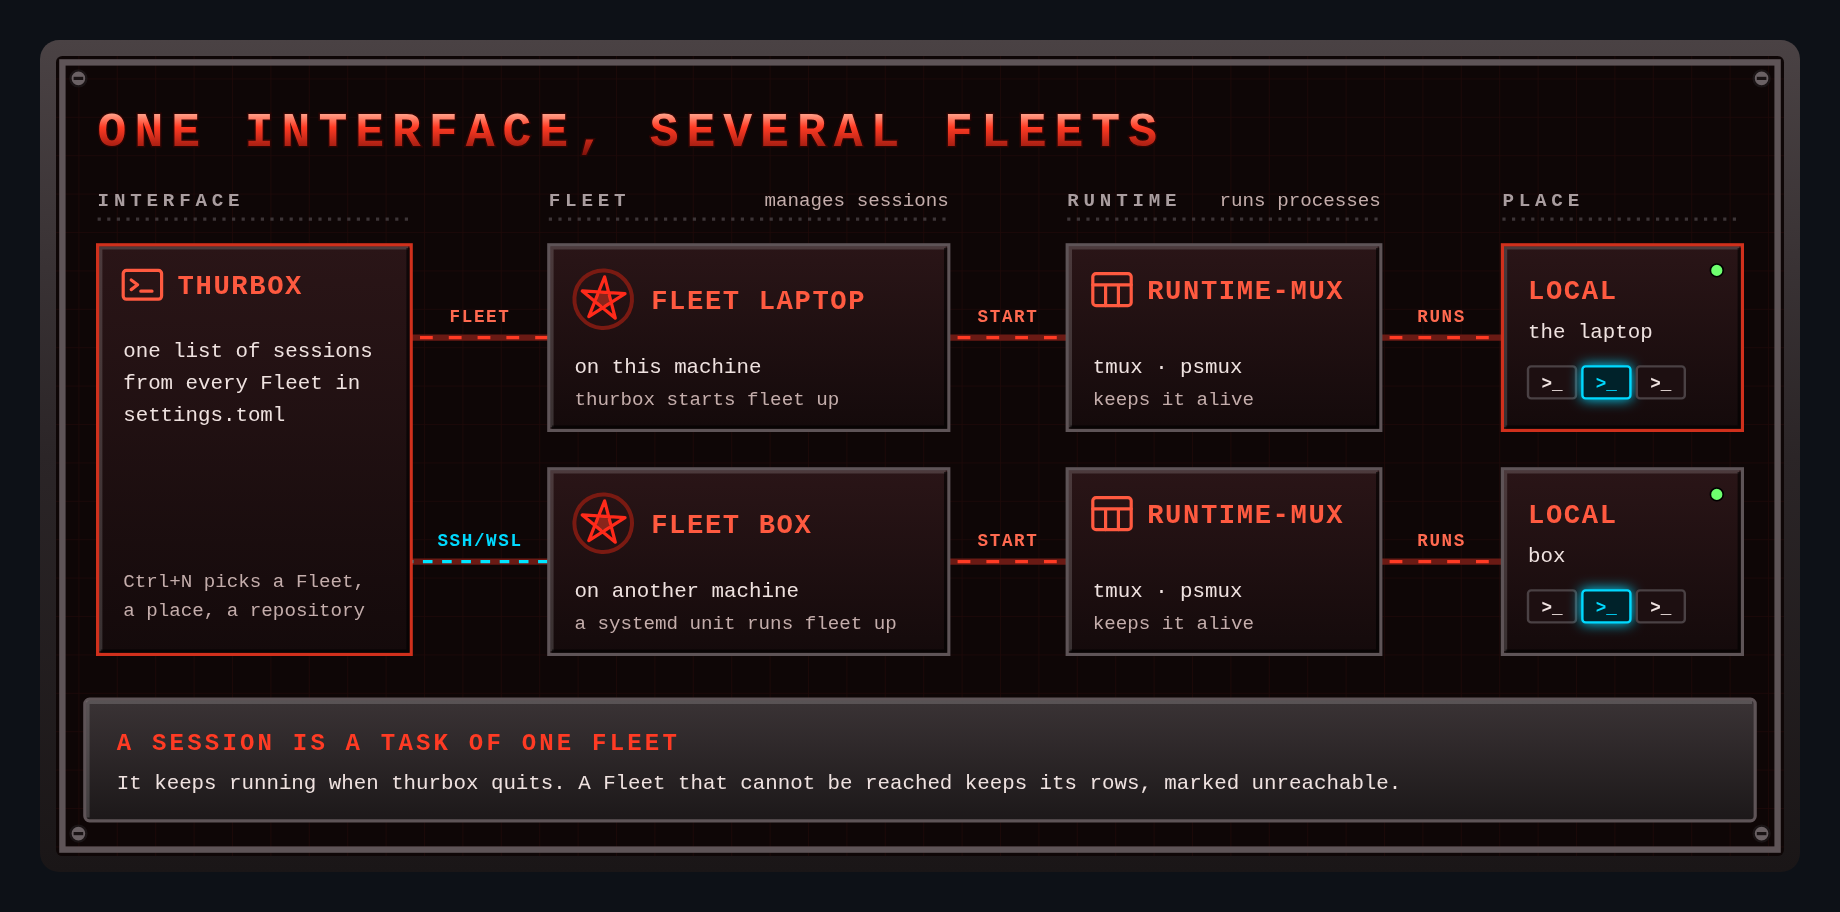 ONE INTERFACE, SEVERAL FLEETS
INTERFACE
FLEET manages sessions
RUNTIME runs processes
PLACE
THURBOX
one list of sessions
from every Fleet in
settings.toml
Ctrl+N picks a Fleet,
a place, a repository
FLEET
FLEET LAPTOP
on this machine
thurbox starts fleet up
START
RUNTIME-MUX
tmux · psmux
keeps it alive
RUNS
LOCAL
the laptop
>_ >_ >_
SSH/WSL
FLEET BOX
on another machine
a systemd unit runs fleet up
START
RUNTIME-MUX
tmux · psmux
keeps it alive
RUNS
LOCAL
box
>_ >_ >_
A SESSION IS A TASK OF ONE FLEET
It keeps running when thurbox quits. A Fleet that cannot be reached keeps its rows, marked unreachable.